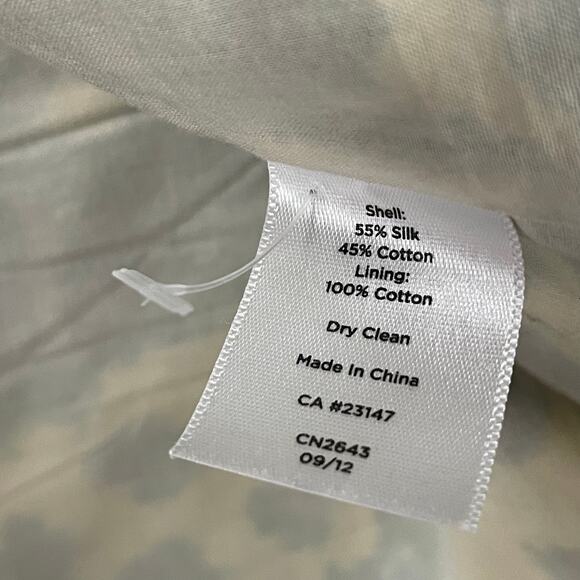 Shell:
55% Silk
45% Cotton
Lining:
100% Cotton
Dry Clean
Made In China
CA #23147
CN2643
09/12